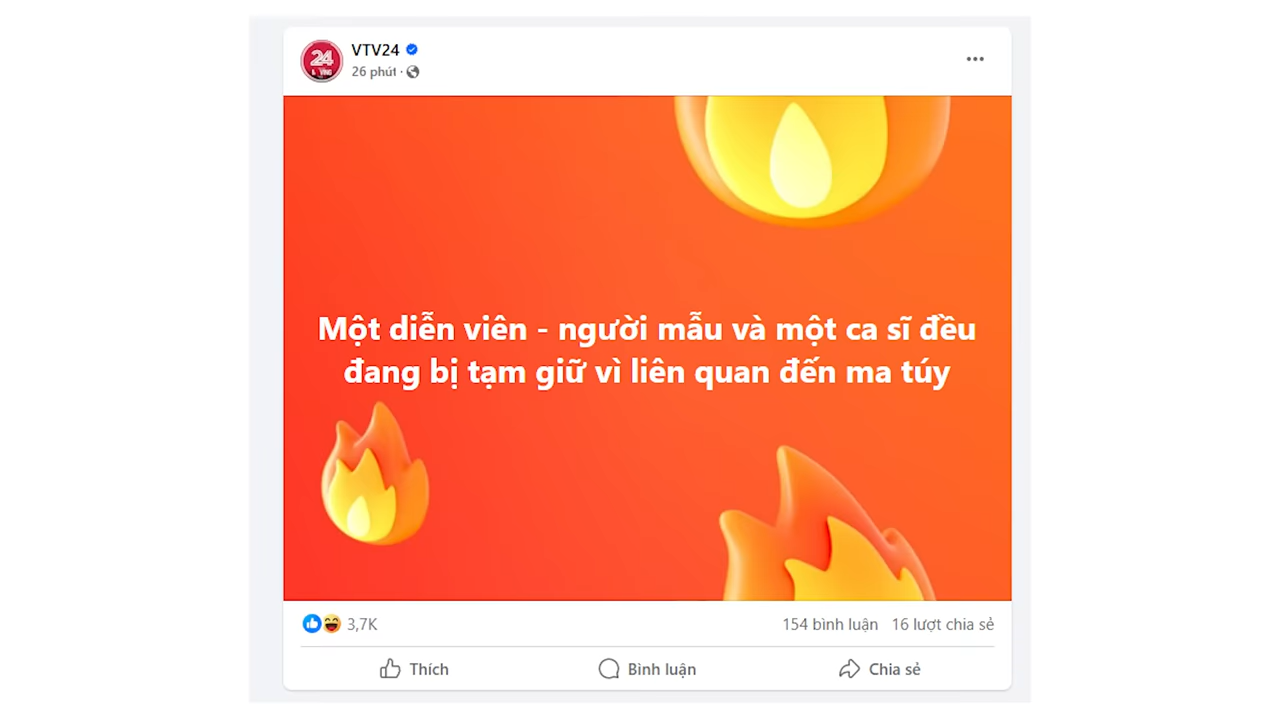 VTV24
26 phút ·
24
Một diễn viên - người mẫu và một ca sĩ đều
đang bị tạm giữ vì liên quan đến ma túy
3,7K
154 bình luận 16 lượt chia sẻ
Thích
Bình luận
Chia sẻ